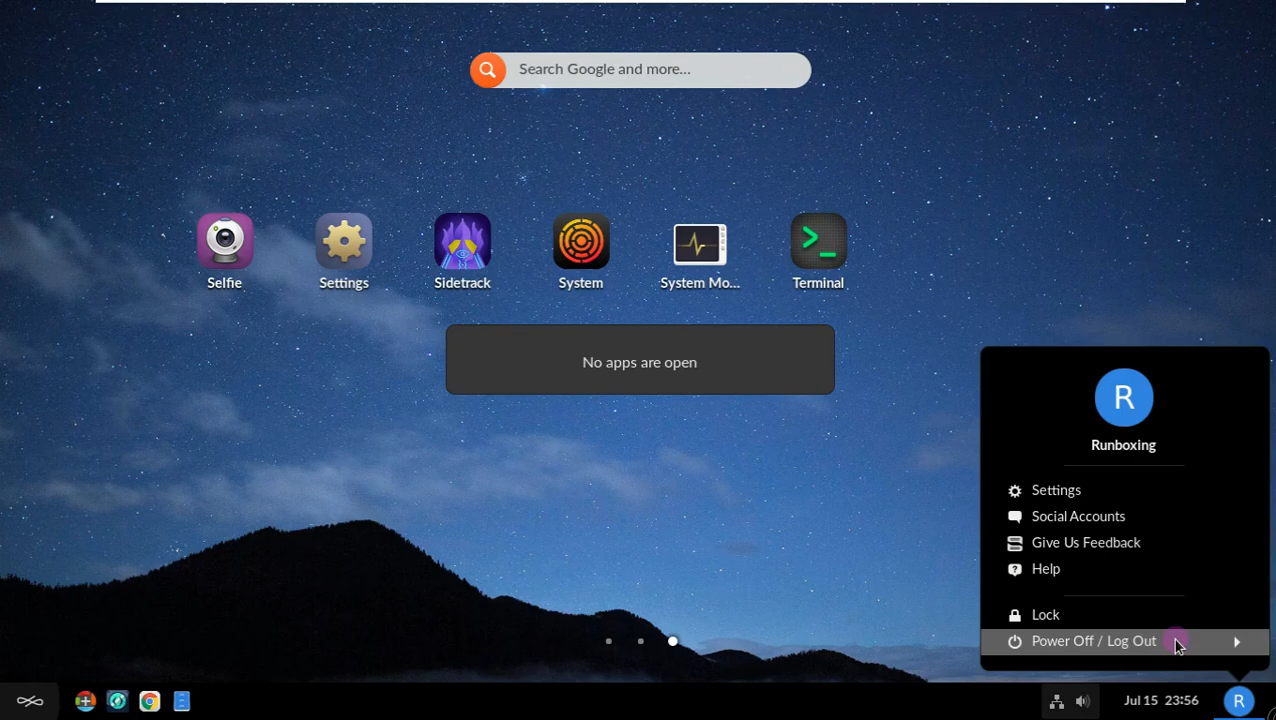 Search Google and more...
Selfie
Settings
Sidetrack
System
System Mo...
Terminal
No apps are open
R
Runboxing
Settings
Social Accounts
Give Us Feedback
Help
Lock
Power Off / Log Out
Jul 15 23:56
R